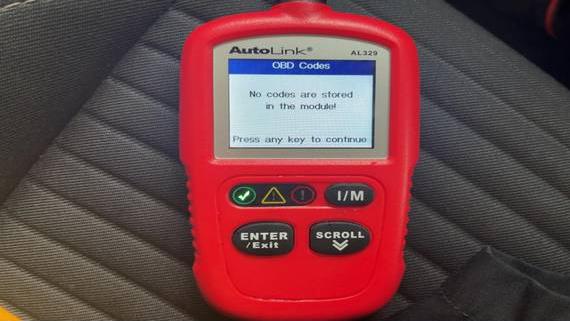 AutoLink®
AL329
OBD Codes
No codes are stored
in the module!
Press any key to continue
I/M
ENTER
/Exit
SCROLL